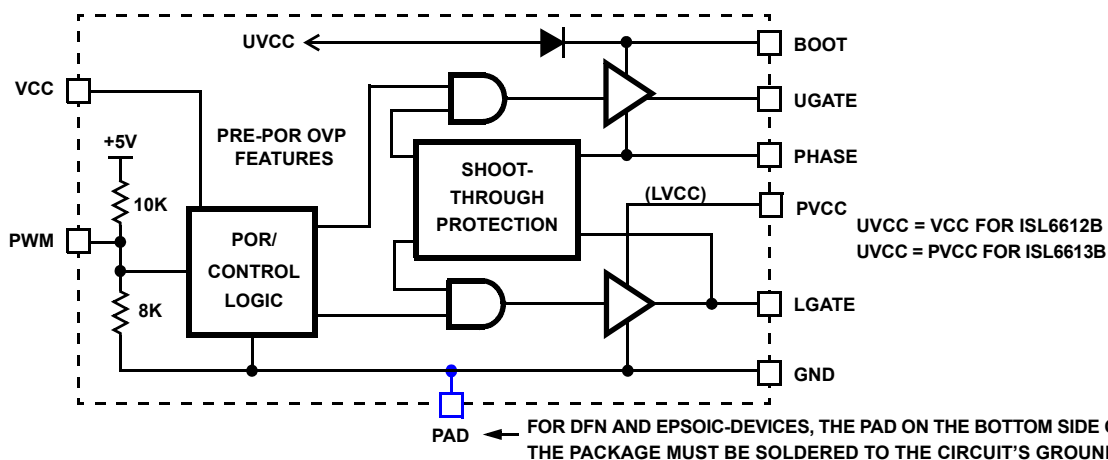 UVCC
BOOT
VCC
UGATE
+5V
PRE-POR OVP
FEATURES
SHOOT-
THROUGH
PROTECTION
PHASE
10K
(LVCC)
PVCC
UVCC = VCC FOR ISL6612B
UVCC = PVCC FOR ISL6613B
PWM
POR/
CONTROL
LOGIC
8K
LGATE
GND
PAD
FOR DFN AND EPSOIC-DEVICES, THE PAD ON THE BOTTOM SIDE
THE PACKAGE MUST BE SOLDERED TO THE CIRCUIT'S GROUN